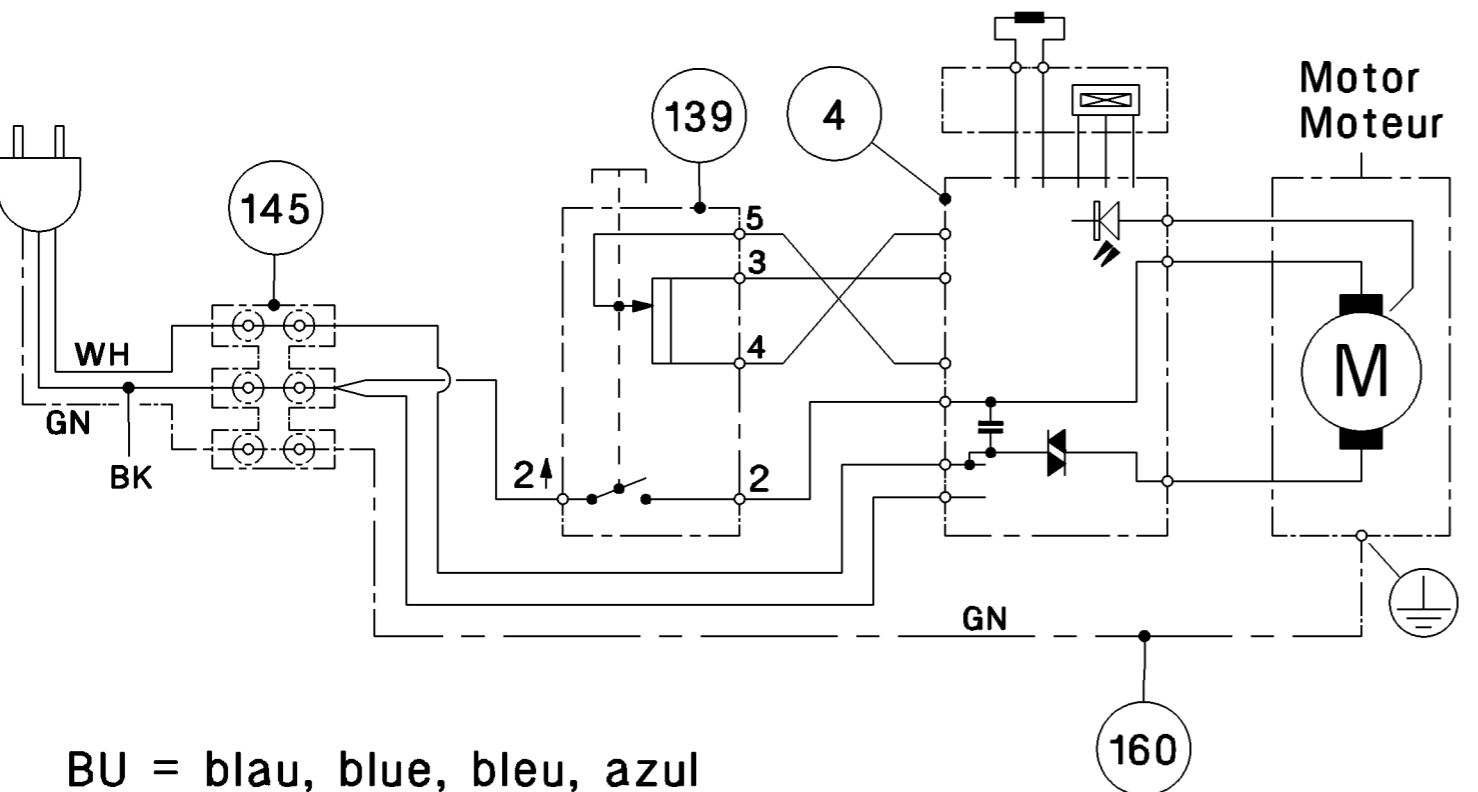 Motor
Moteur
139
4
145
5
3
4
WH
GN
BK
2
2
M
GN
160
BU = blau, blue, bleu, azul